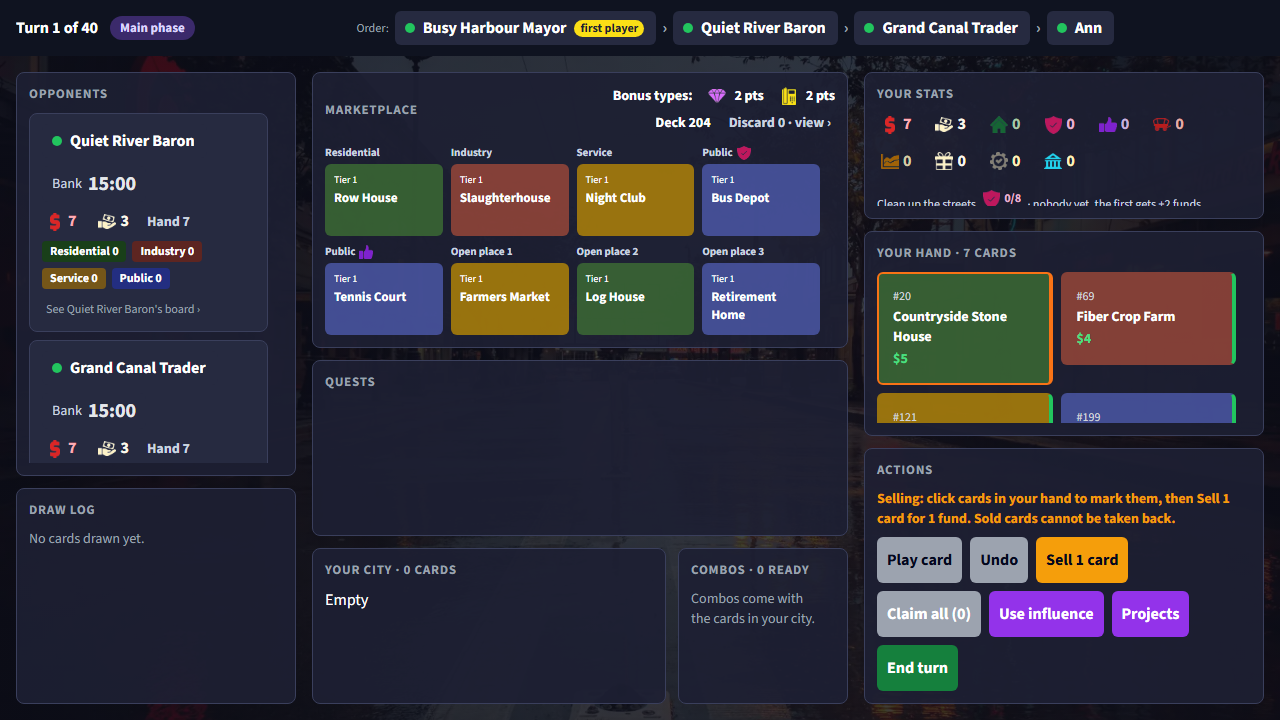 Turn 1 of 40 Main phase Order: Busy Harbour Mayor first player › Quiet River Baron › Grand Canal Trader › Ann
OPPONENTS
Quiet River Baron
Bank 15:00
7 3 Hand 7
Residential 0 Industry 0
Service 0 Public 0
See Quiet River Baron's board ›
Grand Canal Trader
Bank 15:00
7 3 Hand 7
DRAW LOG
No cards drawn yet.
MARKETPLACE
Bonus types: 2 pts 2 pts
Deck 204 Discard 0 · view ›
Residential Industry Service Public
Tier 1 Tier 1 Tier 1 Tier 1
Row House Slaughterhouse Night Club Bus Depot
Public Open place 1 Open place 2 Open place 3
Tier 1 Tier 1 Tier 1 Tier 1
Tennis Court Farmers Market Log House Retirement
Home
QUESTS
YOUR CITY · 0 CARDS
Empty
COMBOS · 0 READY
Combos come with
the cards in your city.
YOUR STATS
7 3 0 0 0 0
0 0 0 0
Clean up the streets 0/8 · nobody yet, the first gets +2 funds
YOUR HAND · 7 CARDS
#20
Countryside Stone
House
$5
#69
Fiber Crop Farm
$4
#121
#199
ACTIONS
Selling: click cards in your hand to mark them, then Sell 1
card for 1 fund. Sold cards cannot be taken back.
Play card Undo Sell 1 card
Claim all (0) Use influence Projects
End turn